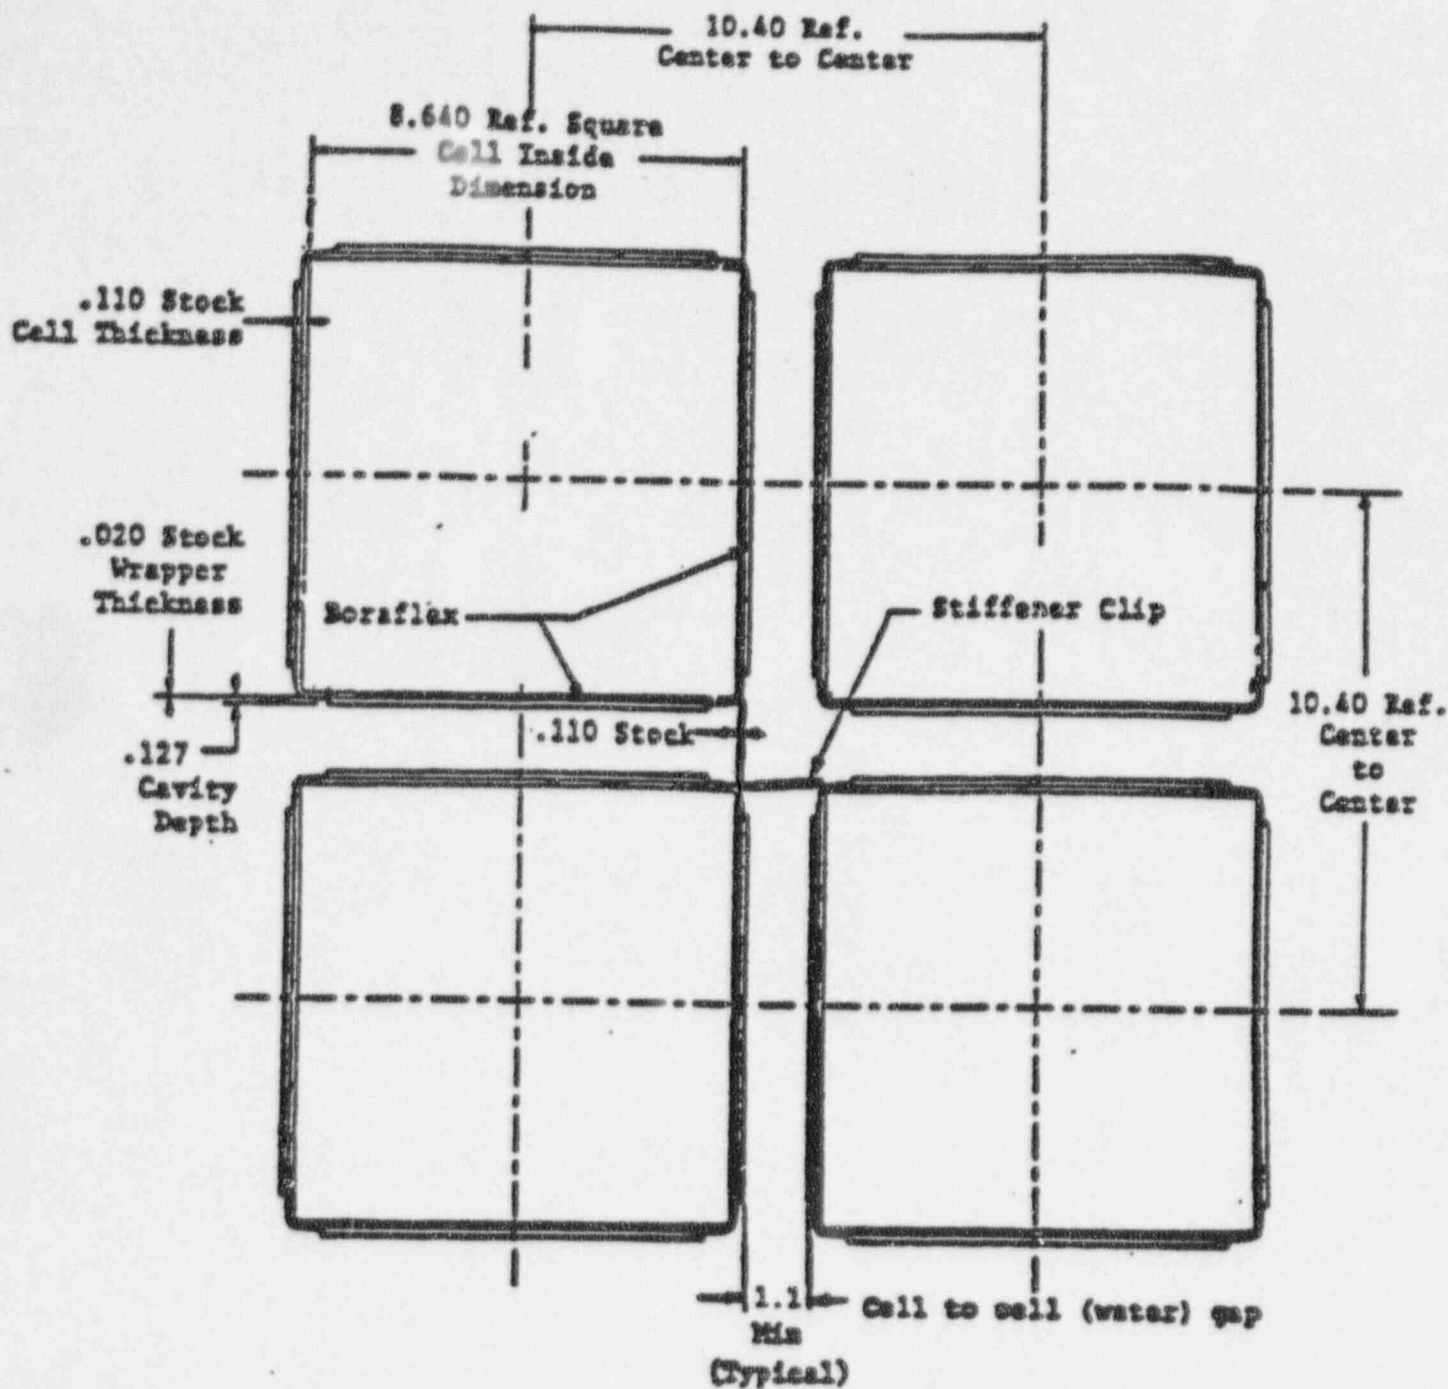 10.40 Ref.
Center to Center
8.640 Ref. Square
Cell Inside
Dimension
.110 Stock
Cell Thickness
.020 Stock
Wrapper
Thickness
Boraflex
Stiffener Clip
10.40 Ref.
Center
to
Center
.110 Stock
.127
Cavity
Depth
1.1
Min
(Typical)
Cell to cell (water) gap